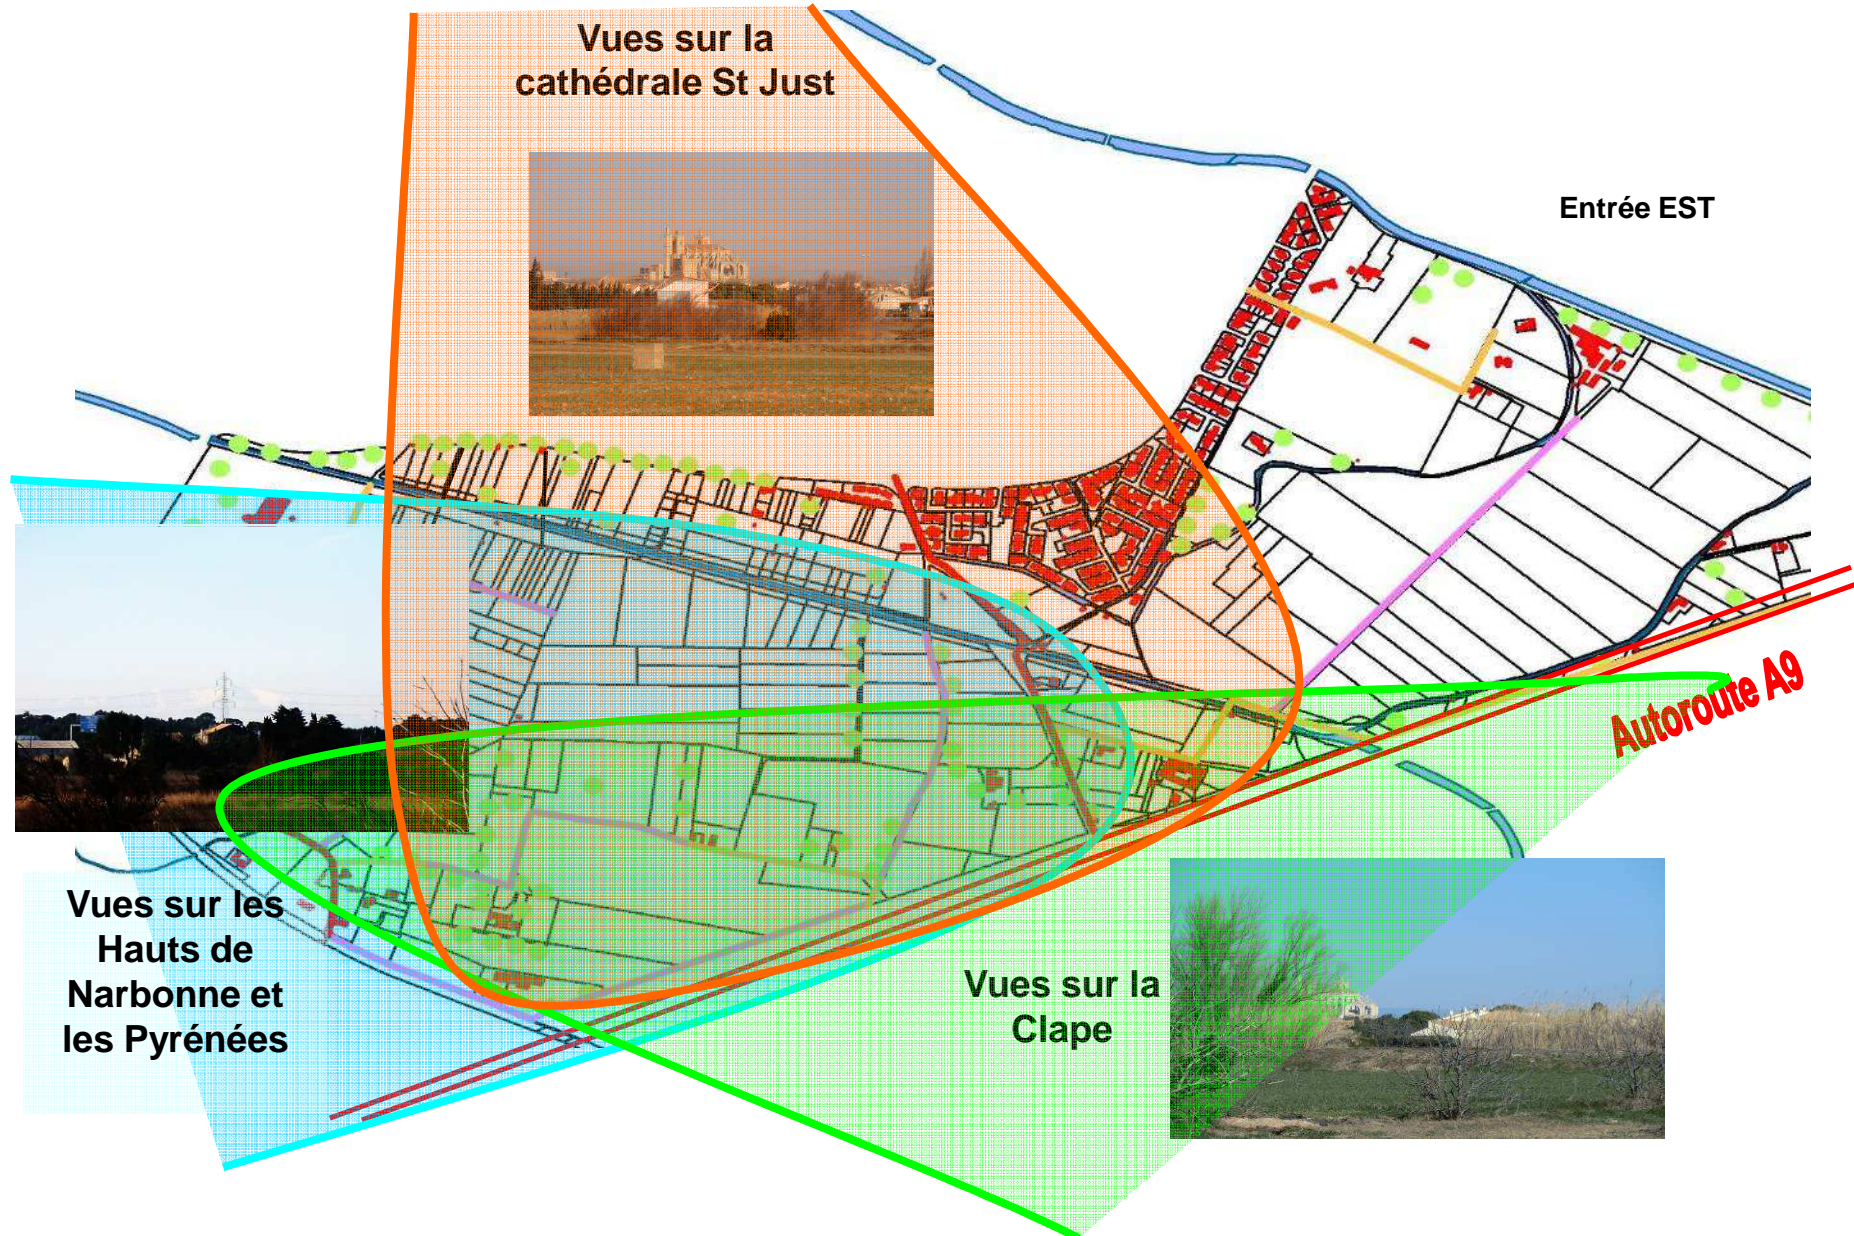 Vues sur la
cathédrale St Just
Entrée EST
Autoroute A9
Vues sur les
Hauts de
Narbonne et
les Pyrénées
Vues sur la
Clape